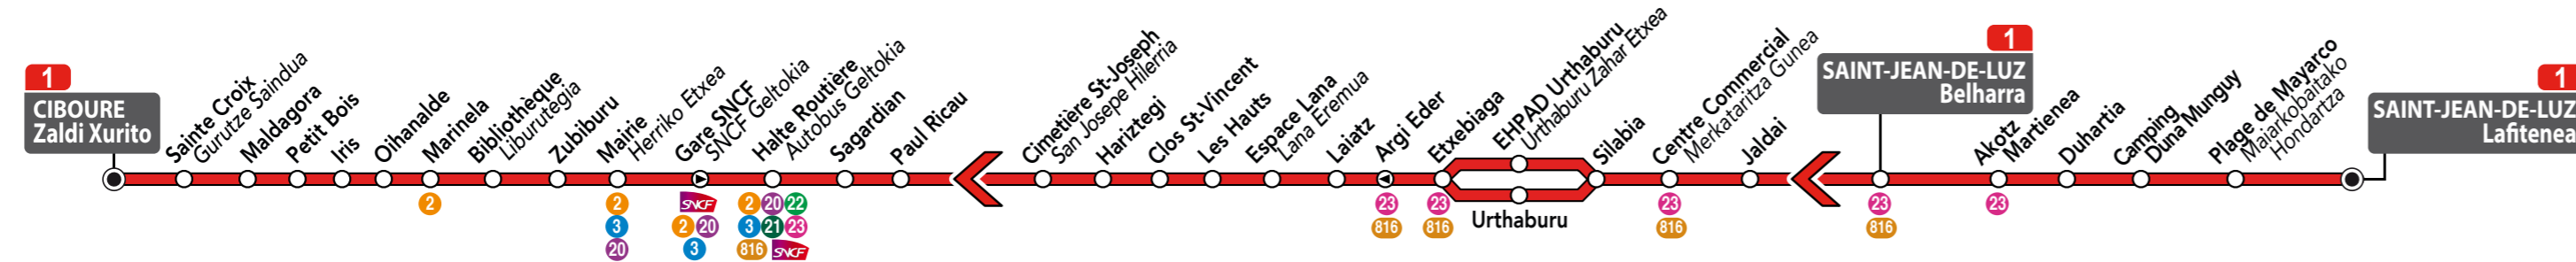 1
CIBOURE
Zaldi Xurito
Sainte Croix
Gurutze Saindua
Maldagora
Petit Bois
Iris
Oihanalde
Marinela
2
Bibliothèque
Liburutegia
Zubiburu
Mairie
Herriko Etxea
2
3
20
Gare SNCF
SNCF Geltokia
SNCF
2 20
3
Halte Routière
Autobus Geltokia
2 20 22
3 21 23
816 SNCF
Sagardian
Paul Ricau
Cimetière St-Joseph
San Josepe Hilerria
Hariztegi
Clos St-Vincent
Les Hauts
Espace Lana
Lana Eremua
Laiatz
Argi Eder
23
816
Etxebiaga
23
816
EHPAD Urthaburu
Urthaburu Zahar Etxea
Urthaburu
Silabia
Centre Commercial
Merkataritza Gunea
23
816
Jaldai
1
SAINT-JEAN-DE-LUZ
Belharra
23
816
Akotz
Martienea
23
Duhartia
Camping
Duna Munguy
Plage de Mayarco
Maiarkobaitako
Hondartza
1
SAINT-JEAN-DE-LUZ
Lafitenea